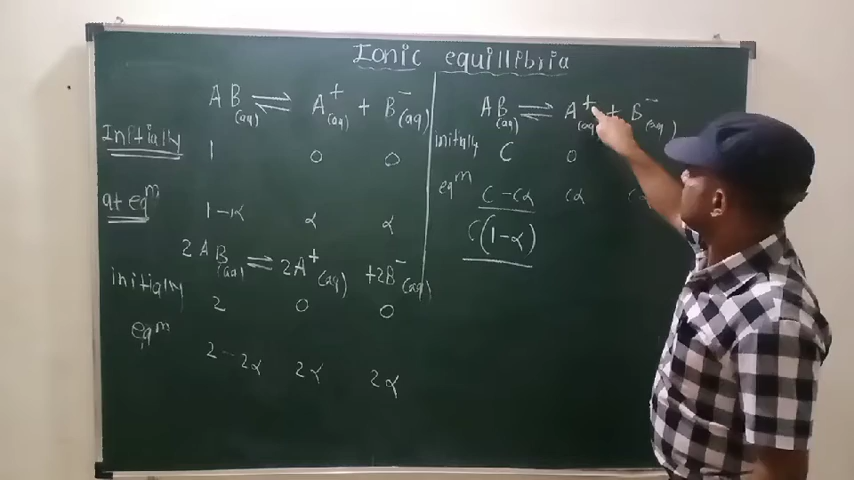 Ionic equilibria
AB(aq) ⇌ A+(aq) + B-(aq)
Initially 1 0 0
at eqm 1-α α α
2AB(aq) ⇌ 2A+(aq) + 2B-(aq)
initially 2 0 0
eqm 2-2α 2α 2α
AB(aq) ⇌ A+(aq) + B-(aq)
initially C 0
eqm C-Cα Cα
C(1-α)